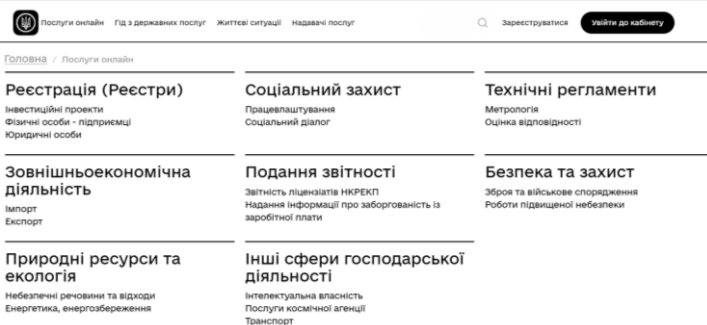 Послуги онлайн Гід з державних послуг Життєві ситуації Надавачі послуг Зареєструватися Увійти до кабінету
Головна / Послуги онлайн
Реєстрація (Реєстри)
Інвестиційні проекти
Фізичні особи - підприємці
Юридичні особи
Соціальний захист
Працевлаштування
Соціальний діалог
Технічні регламенти
Метрологія
Оцінка відповідності
Зовнішньоекономічна
діяльність
Імпорт
Експорт
Подання звітності
Звітність ліцензіатів НКРЕКП
Надання інформації про заборгованість із
заробітної плати
Безпека та захист
Зброя та військове спорядження
Роботи підвищеної небезпеки
Природні ресурси та
екологія
Небезпечні речовини та відходи
Енергетика, енергозбереження
Інші сфери господарської
діяльності
Інтелектуальна власність
Послуги космічної агенції
Транспорт